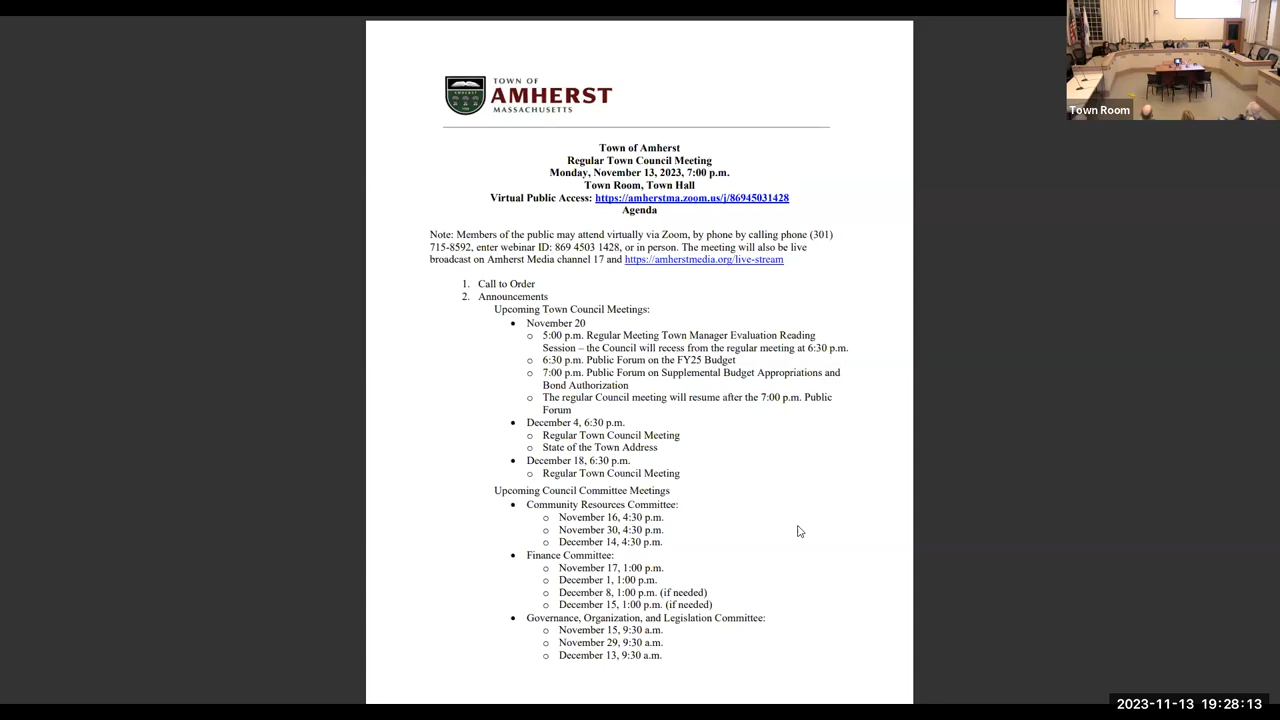 TOWN OF
AMHERST
MASSACHUSETTS
Town of Amherst
Regular Town Council Meeting
Monday, November 13, 2023, 7:00 p.m.
Town Room, Town Hall
Virtual Public Access: https://amherstma.zoom.us/j/86945031428
Agenda
Note: Members of the public may attend virtually via Zoom, by phone by calling phone (301)
715-8592, enter webinar ID: 869 4503 1428, or in person. The meeting will also be live
broadcast on Amherst Media channel 17 and https://amherstmedia.org/live-stream
1. Call to Order
2. Announcements
Upcoming Town Council Meetings:
• November 20
o 5:00 p.m. Regular Meeting Town Manager Evaluation Reading
Session – the Council will recess from the regular meeting at 6:30 p.m.
o 6:30 p.m. Public Forum on the FY25 Budget
o 7:00 p.m. Public Forum on Supplemental Budget Appropriations and
Bond Authorization
o The regular Council meeting will resume after the 7:00 p.m. Public
Forum
• December 4, 6:30 p.m.
o Regular Town Council Meeting
o State of the Town Address
• December 18, 6:30 p.m.
o Regular Town Council Meeting
Upcoming Council Committee Meetings
• Community Resources Committee:
o November 16, 4:30 p.m.
o November 30, 4:30 p.m.
o December 14, 4:30 p.m.
• Finance Committee:
o November 17, 1:00 p.m.
o December 1, 1:00 p.m.
o December 8, 1:00 p.m. (if needed)
o December 15, 1:00 p.m. (if needed)
• Governance, Organization, and Legislation Committee:
o November 15, 9:30 a.m.
o November 29, 9:30 a.m.
o December 13, 9:30 a.m.
Town Room
2023-11-13 19:28:13